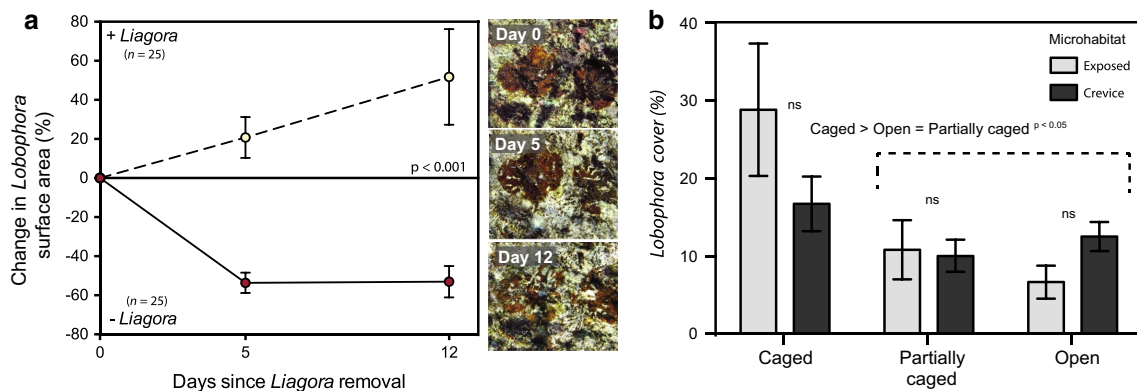 a
80
60
40
20
0
-20
-40
-60
-80
Change in Lobophora
surface area (%)
+ Liagora
(n = 25)
p < 0.001
(n = 25)
- Liagora
0
5
12
Days since Liagora removal
Day 0
Day 5
Day 12
b
40
30
20
10
0
Lobophora cover (%)
Microhabitat
Exposed
Crevice
ns
Caged > Open = Partially caged p < 0.05
ns
ns
Caged
Partially
caged
Open